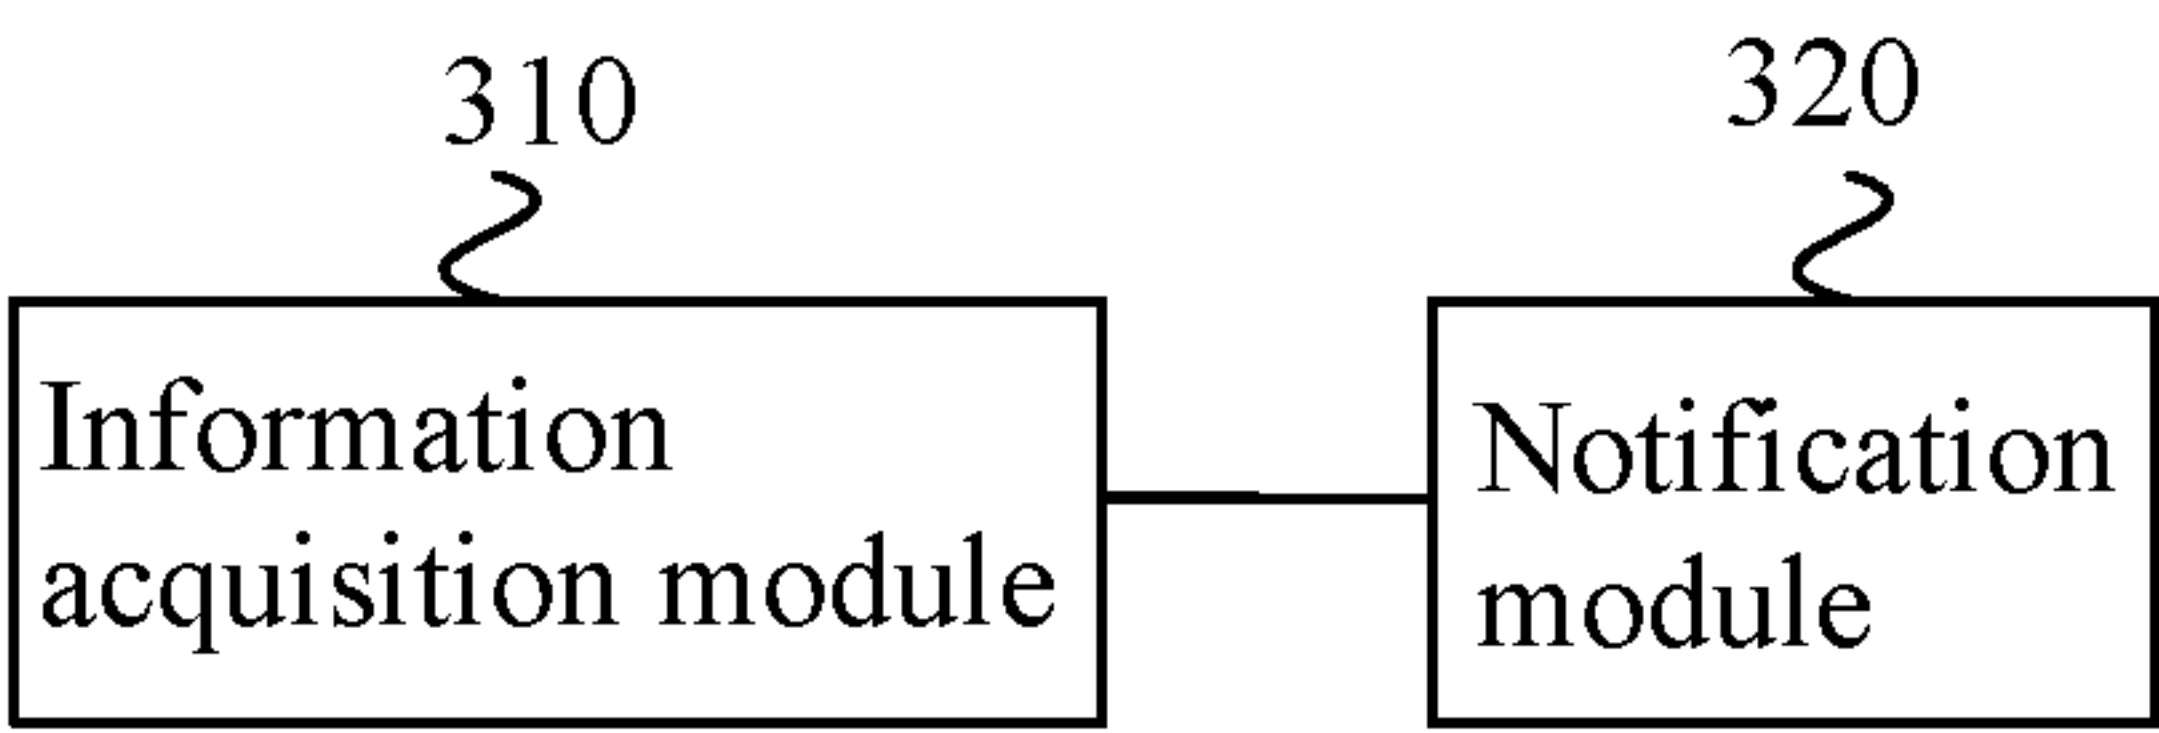 310
320
Information
acquisition module
Notification
module